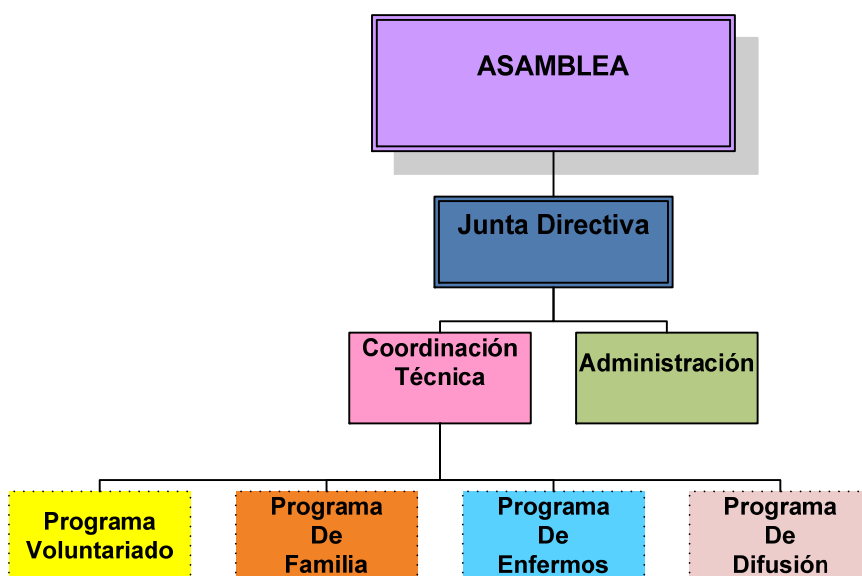 ASAMBLEA
Junta Directiva
Coordinación
Técnica
Administración
Programa
Voluntariado
Programa
De
Familia
Programa
De
Enfermos
Programa
De
Difusión